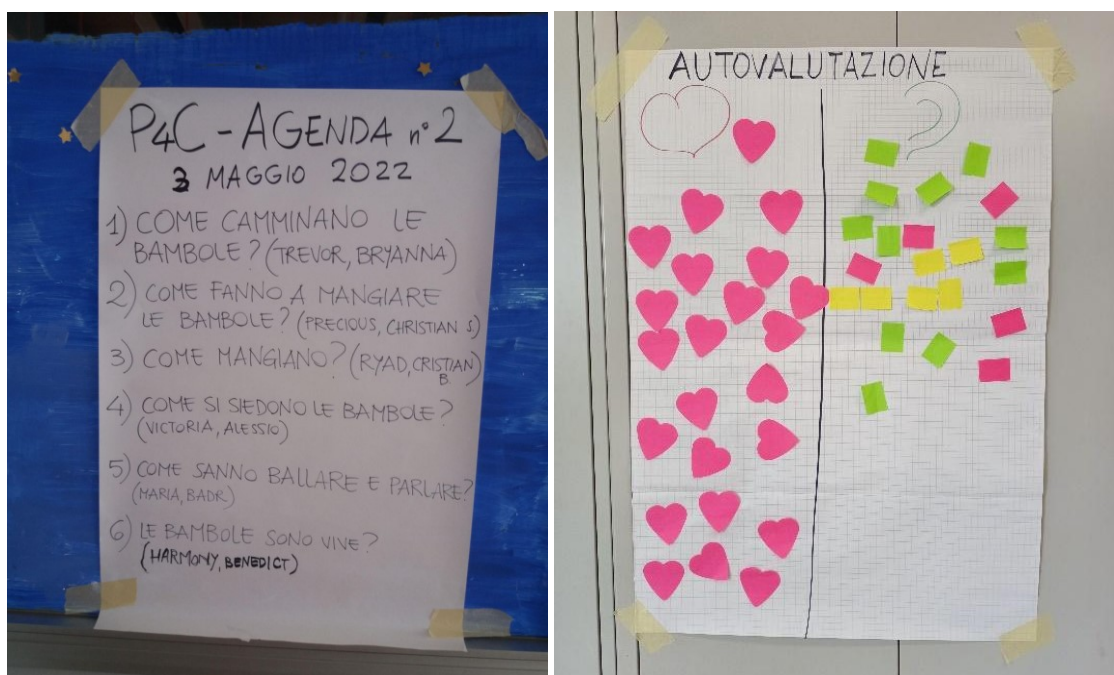 P4C - AGENDA n° 2
3 MAGGIO 2022
1) COME CAMMINANO LE
BAMBOLE? (TREVOR, BRYANNA)
2) COME FANNO A MANGIARE
LE BAMBOLE? (PRECIOUS, CHRISTIAN S.)
3) COME MANGIANO? (RYAD, CRISTIAN
B.
4) COME SI SIEDONO LE BAMBOLE?
(VICTORIA, ALESSIO)
5) COME SANNO BALLARE E PARLARE?
(MARIA, BADR)
6) LE BAMBOLE SONO VIVE?
(HARMONY, BENEDICT)
AUTOVALUTAZIONE
?